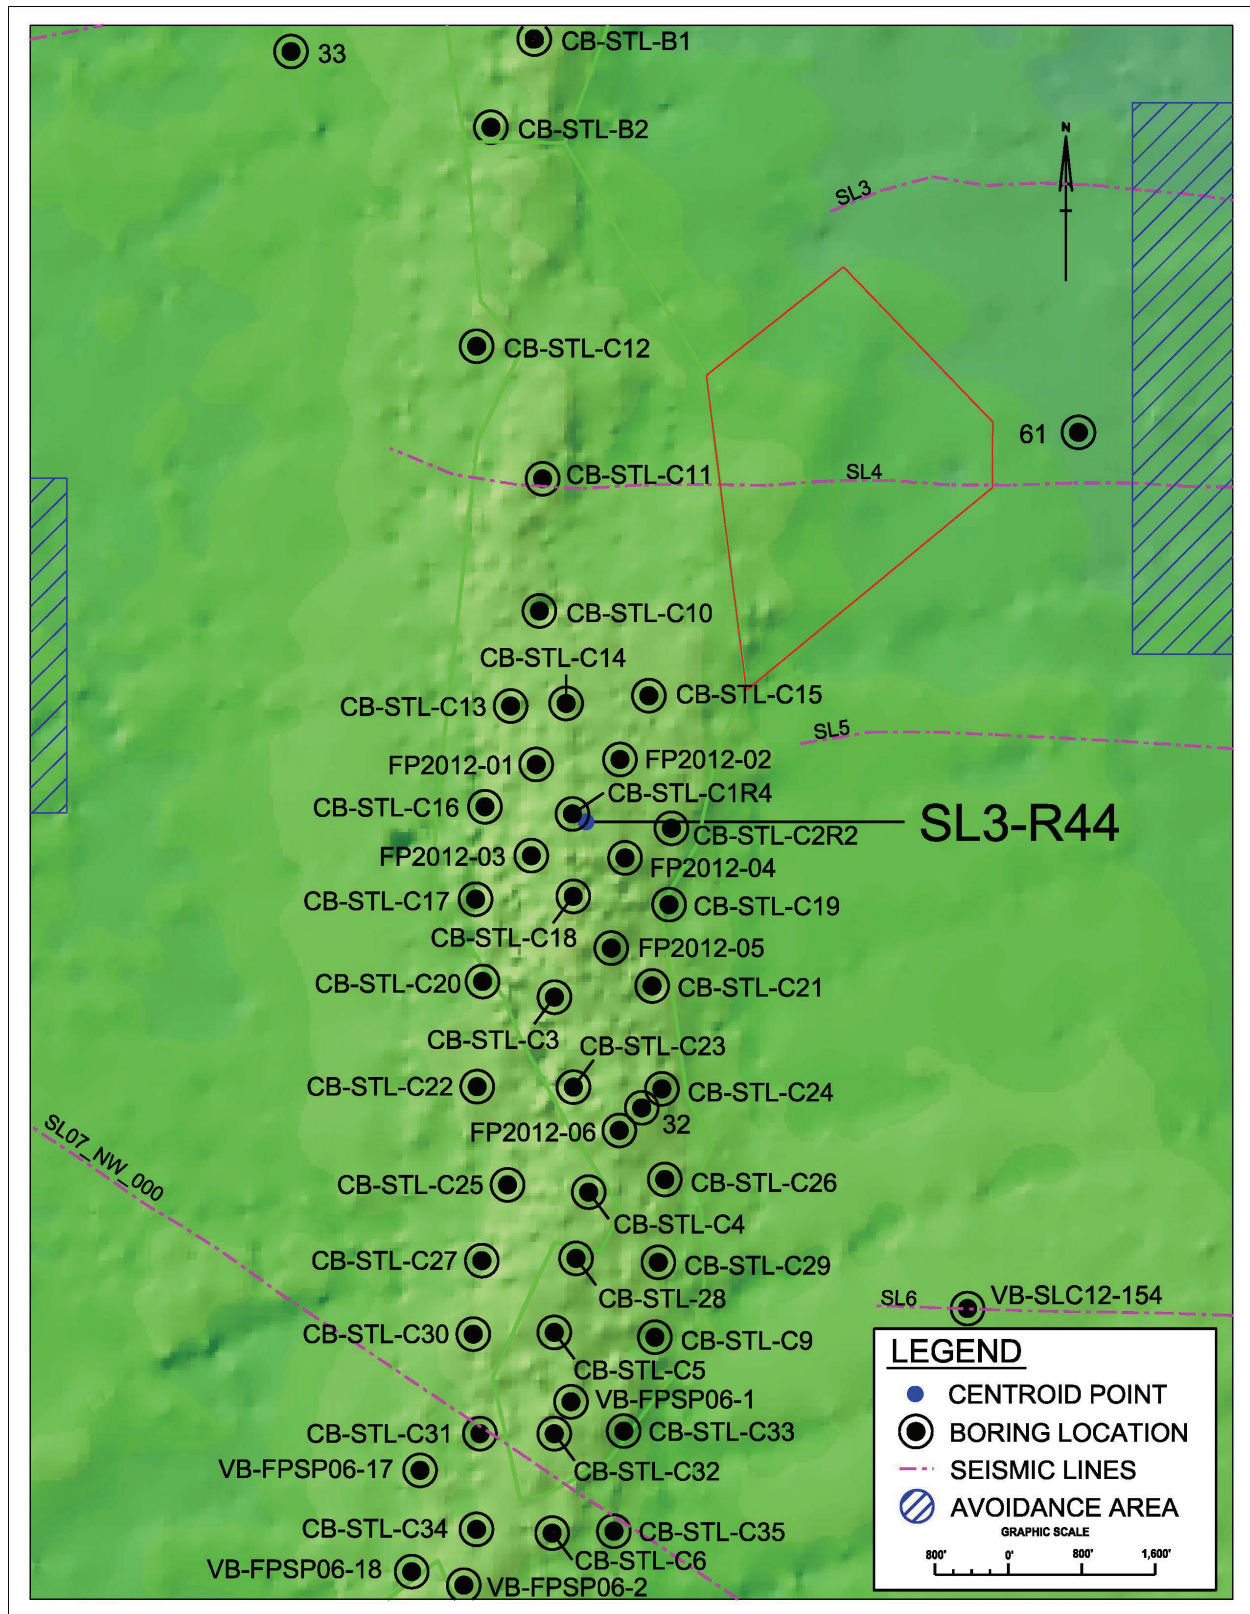 CB-STL-B1
33
CB-STL-B2
N
SL3
CB-STL-C12
61
CB-STL-C11
SL4
CB-STL-C10
CB-STL-C14
CB-STL-C15
CB-STL-C13
SL5
FP2012-01
FP2012-02
CB-STL-C1R4
CB-STL-C16
SL3-R44
CB-STL-C2R2
FP2012-03
FP2012-04
CB-STL-C17
CB-STL-C19
CB-STL-C18
FP2012-05
CB-STL-C20
CB-STL-C21
CB-STL-C3
CB-STL-C23
CB-STL-C22
CB-STL-C24
32
FP2012-06
SL07_NW_000
CB-STL-C25
CB-STL-C26
CB-STL-C4
CB-STL-C27
CB-STL-C29
CB-STL-28
SL6
VB-SLC12-154
CB-STL-C30
CB-STL-C9
CB-STL-C5
VB-FPSP06-1
CB-STL-C31
CB-STL-C33
VB-FPSP06-17
CB-STL-C32
CB-STL-C34
CB-STL-C35
CB-STL-C6
VB-FPSP06-18
VB-FPSP06-2
LEGEND
CENTROID POINT
BORING LOCATION
SEISMIC LINES
AVOIDANCE AREA
GRAPHIC SCALE
800' 0' 800' 1,600'